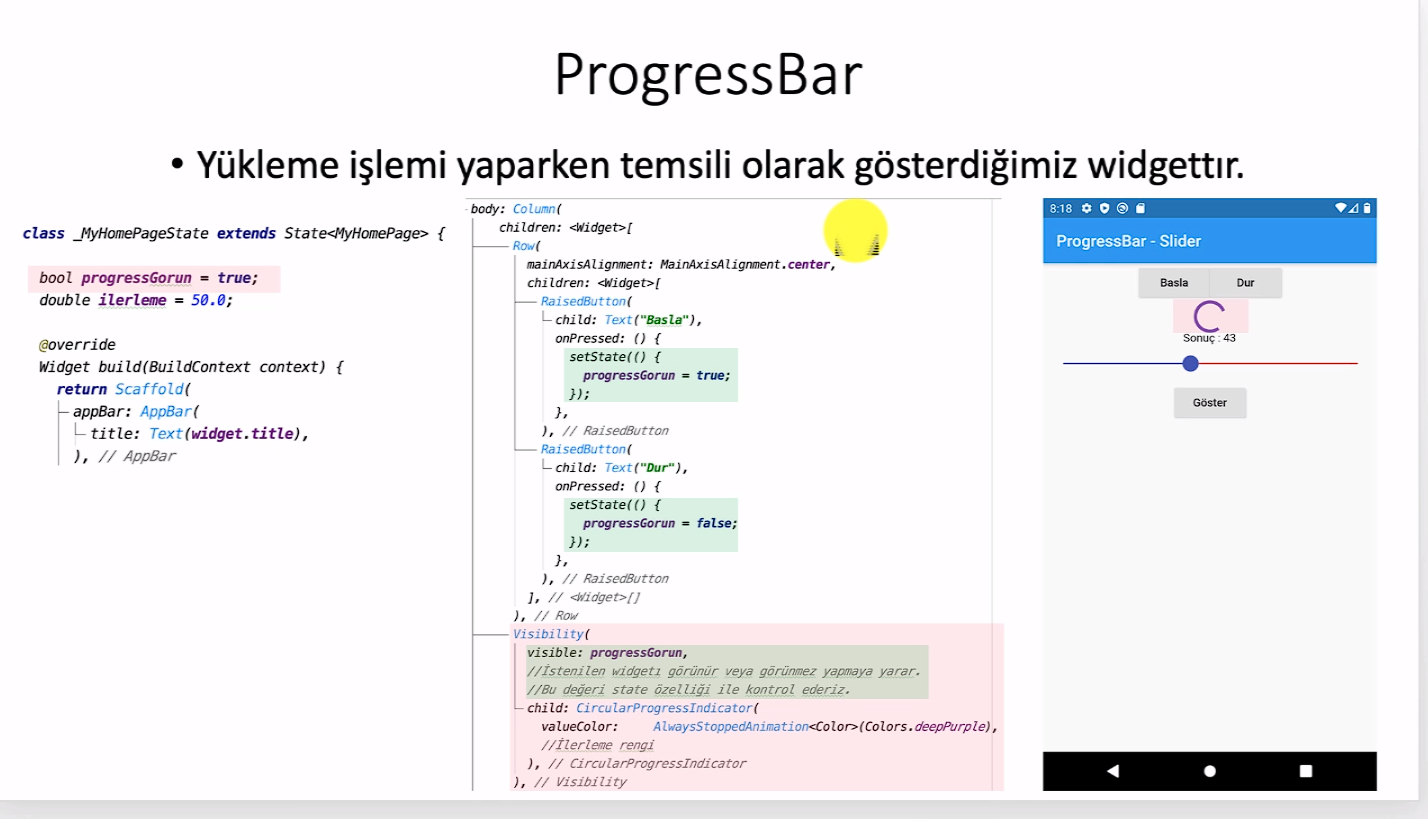 ProgressBar
• Yükleme işlemi yaparken temsili olarak gösterdiğimiz widgettır.
class _MyHomePageState extends State<MyHomePage> {
bool progressGorun = true;
double ilerleme = 50.0;
@override
Widget build(BuildContext context) {
return Scaffold(
appBar: AppBar(
title: Text(widget.title),
), // AppBar
body: Column(
children: <Widget>[
Row(
mainAxisAlignment: MainAxisAlignment.center,
children: <Widget>[
RaisedButton(
child: Text("Basla"),
onPressed: () {
setState(() {
progressGorun = true;
});
},
), // RaisedButton
RaisedButton(
child: Text("Dur"),
onPressed: () {
setState(() {
progressGorun = false;
});
},
), // RaisedButton
], // <Widget>[]
), // Row
Visibility(
visible: progressGorun,
//İstenilen widgetı görünür veya görünmez yapmaya yarar.
//Bu değeri state özelliği ile kontrol ederiz.
child: CircularProgressIndicator(
valueColor: AlwaysStoppedAnimation<Color>(Colors.deepPurple),
//İlerleme rengi
), // CircularProgressIndicator
), // Visibility
8:18
ProgressBar - Slider
Basla Dur
Sonuç : 43
Göster